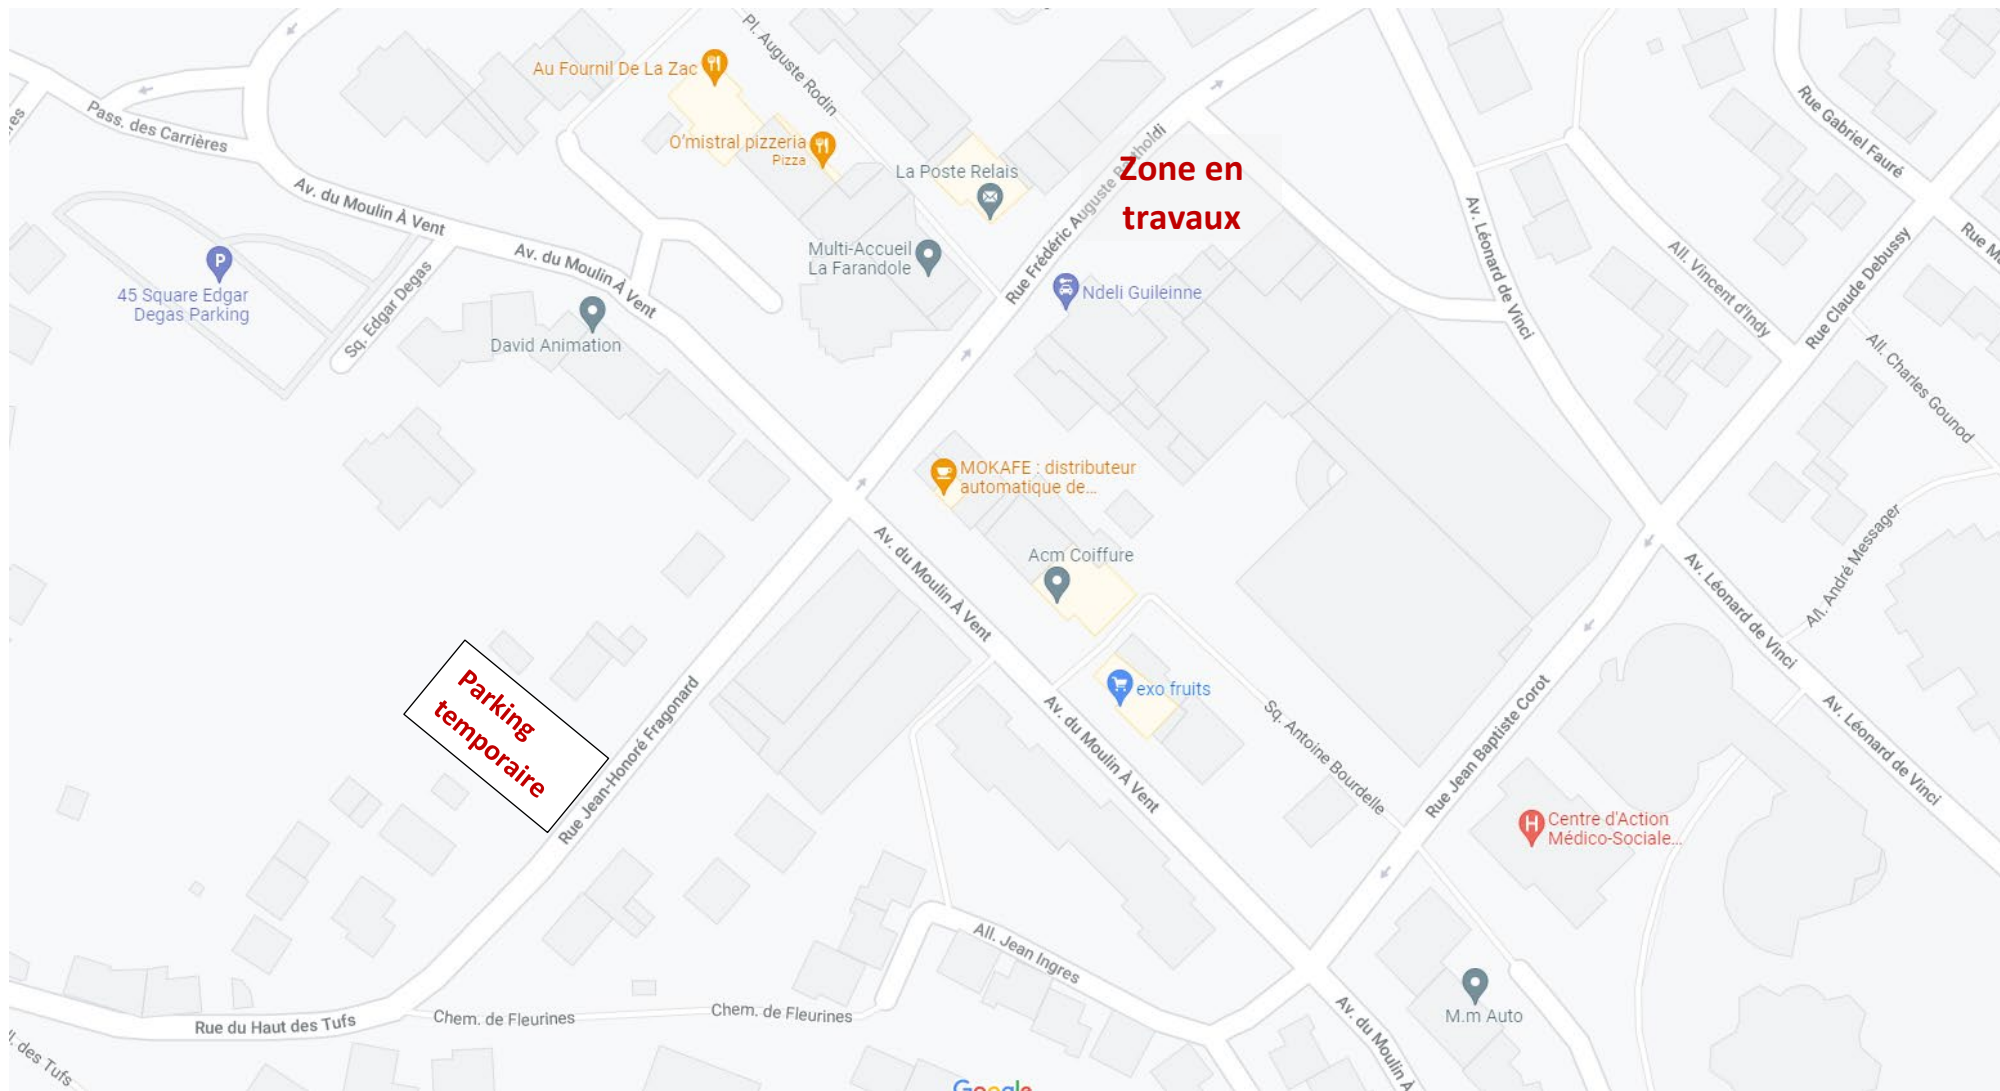 Pl. Auguste Rodin
Au Fournil De La Zac
Pass. des Carrières
O'mistral pizzeria
Pizza
La Poste Relais
Zone en
travaux
Rue Gabriel Fauré
Av. du Moulin À Vent
Av. Léonard de Vinci
All. Vincent d'Indy
Rue Claude Debussy
45 Square Edgar
Degas Parking
Sq. Edgar Degas
Av. du Moulin À Vent
Multi-Accueil
La Farandole
Rue Frédéric Auguste
Ndeli Guileinne
David Animation
All. Charles Gounod
MOKAFE : distributeur
automatique de...
Acm Coiffure
Av. du Moulin À Vent
Av. Léonard de Vinci
All. André Messager
Parking
temporaire
Rue Jean-Honoré Fragonard
exo fruits
Av. du Moulin À Vent
Sq. Antoine Bourdelle
Rue Jean Baptiste Corot
Av. Léonard de Vinci
Centre d'Action
Médico-Sociale...
All. Jean Ingres
Rue du Haut des Tufs
Chem. de Fleurines
Chem. de Fleurines
M.m Auto
Av. du Moulin À
des Tufs
Google